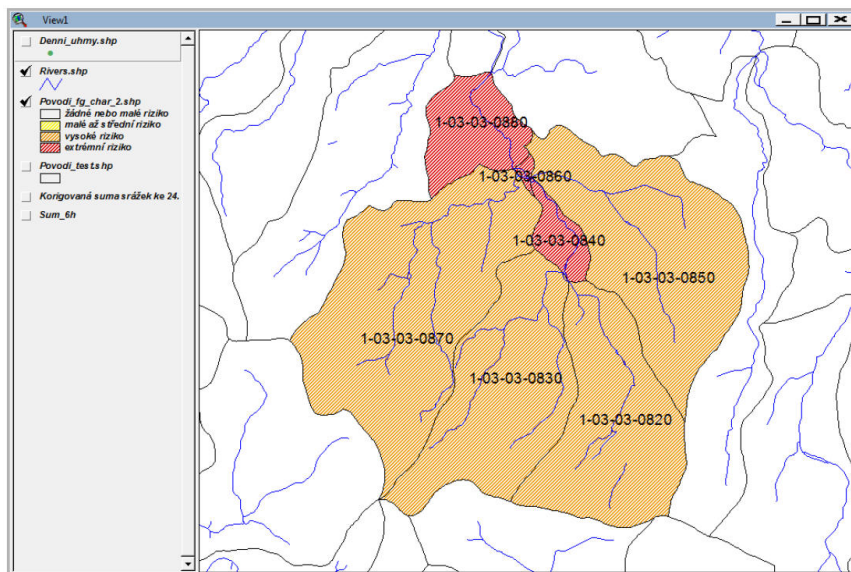 View1
Denni_uhrny.shp
Rivers.shp
Povodi_fg_char_2.shp
žádné nebo malé riziko
malé až střední riziko
vysoké riziko
extrémní riziko
Povodi_test.shp
Korigovaná suma srážek ke 24.
Sum_6h
1-03-03-0880
1-03-03-0860
1-03-03-0840
1-03-03-0850
1-03-03-0870
1-03-03-0830
1-03-03-0820